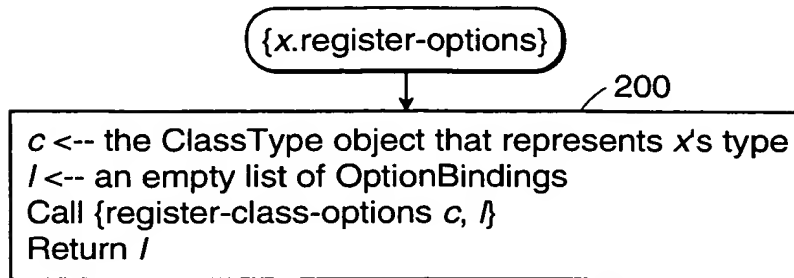 {x.register-options}
200
c <-- the ClassType object that represents x's type
l <-- an empty list of OptionBindings
Call {register-class-options c, l}
Return l